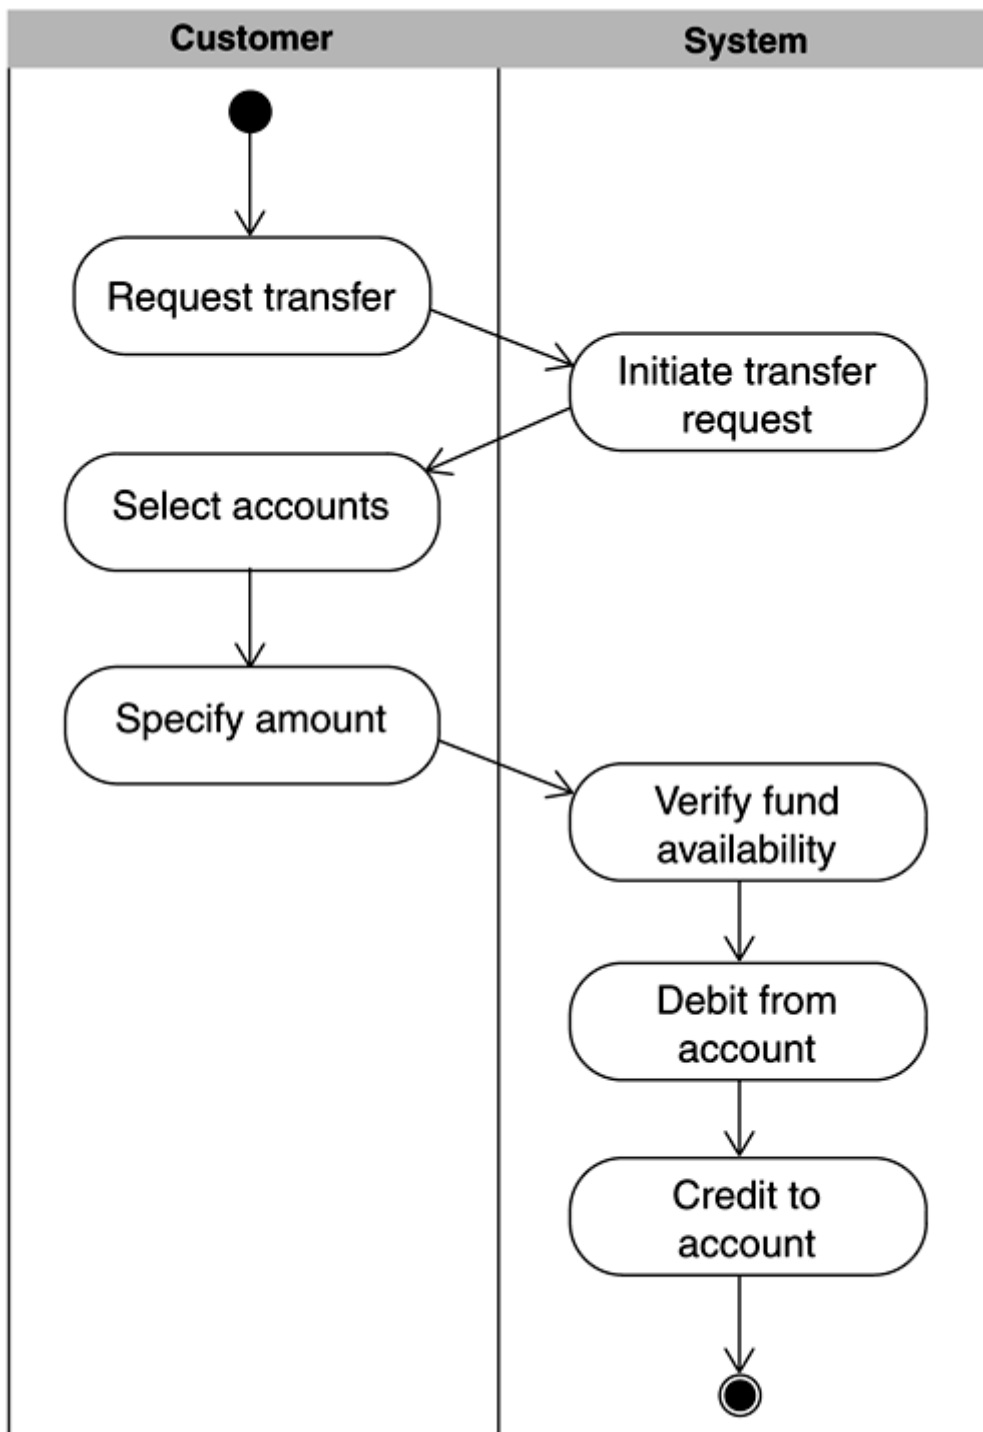 Customer
System
Request transfer
Initiate transfer
request
Select accounts
Specify amount
Verify fund
availability
Debit from
account
Credit to
account